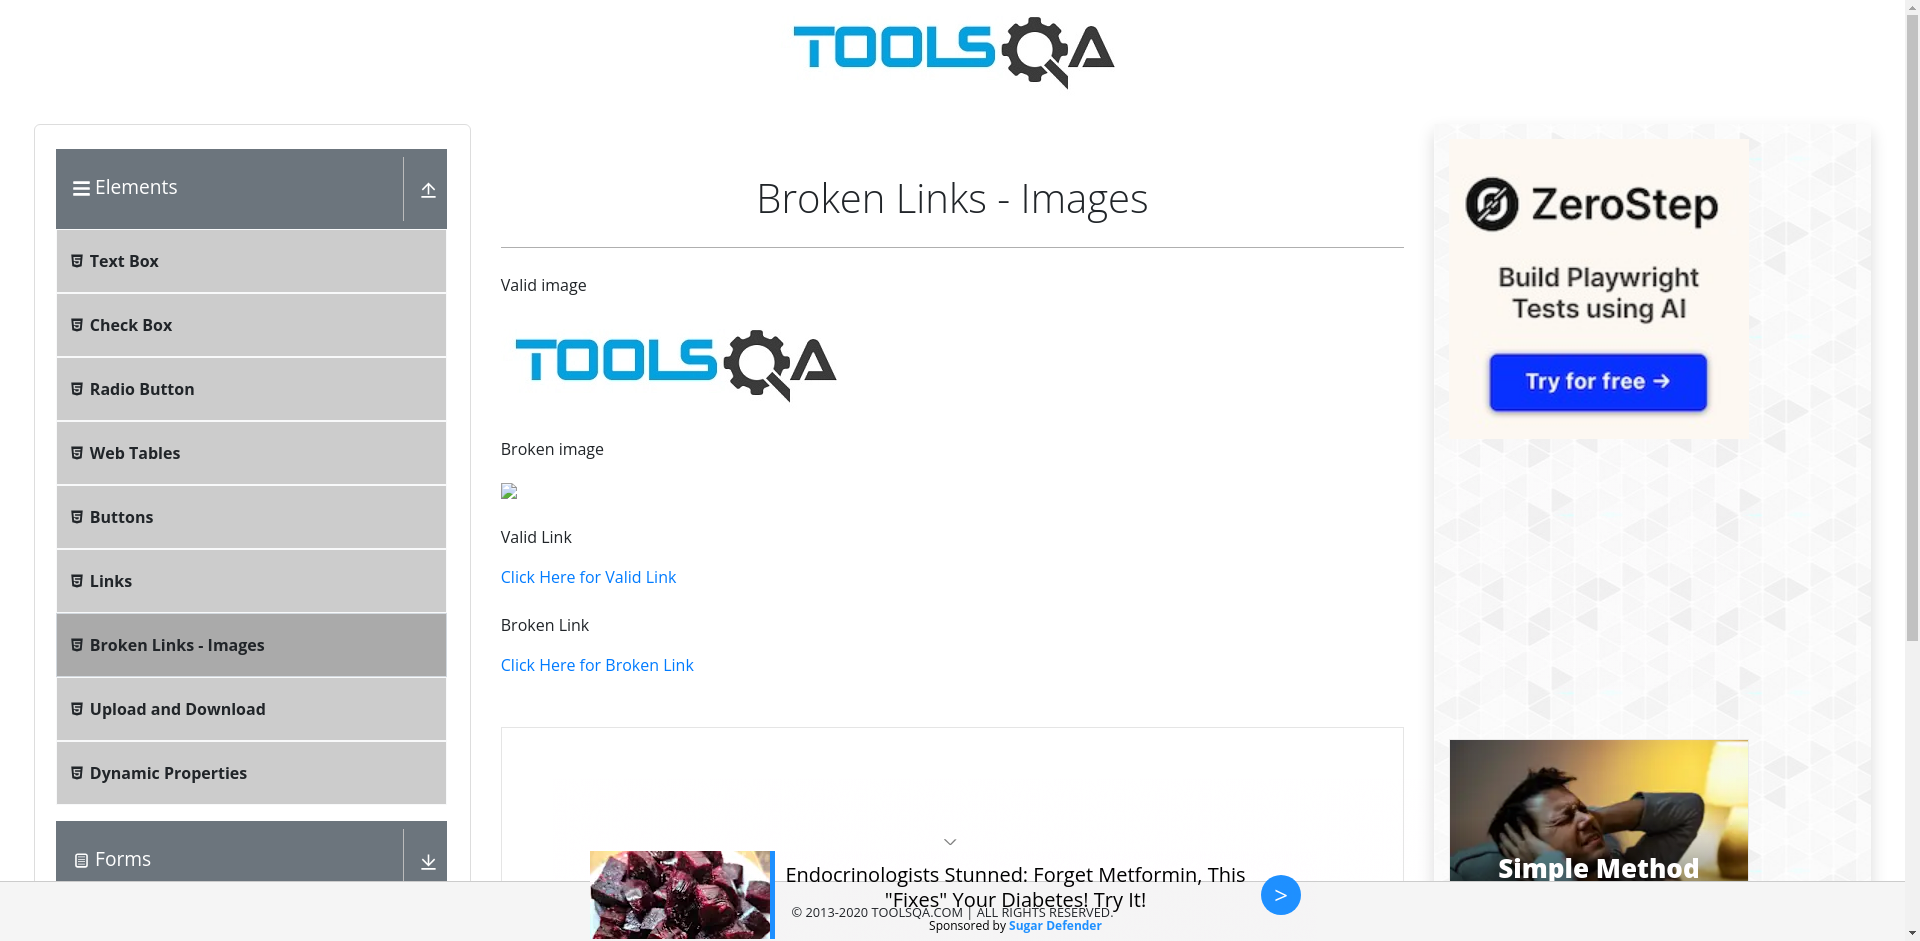 TOOLSQA
Elements
Text Box
Check Box
Radio Button
Web Tables
Buttons
Links
Broken Links - Images
Upload and Download
Dynamic Properties
Forms
Broken Links - Images
Valid image
TOOLSQA
Broken image
Valid Link
Click Here for Valid Link
Broken Link
Click Here for Broken Link
ZeroStep
Build Playwright
Tests using AI
Try for free →
Simple Method
Endocrinologists Stunned: Forget Metformin, This
"Fixes" Your Diabetes! Try It!
>
© 2013-2020 TOOLSQA.COM | ALL RIGHTS RESERVED.
Sponsored by Sugar Defender